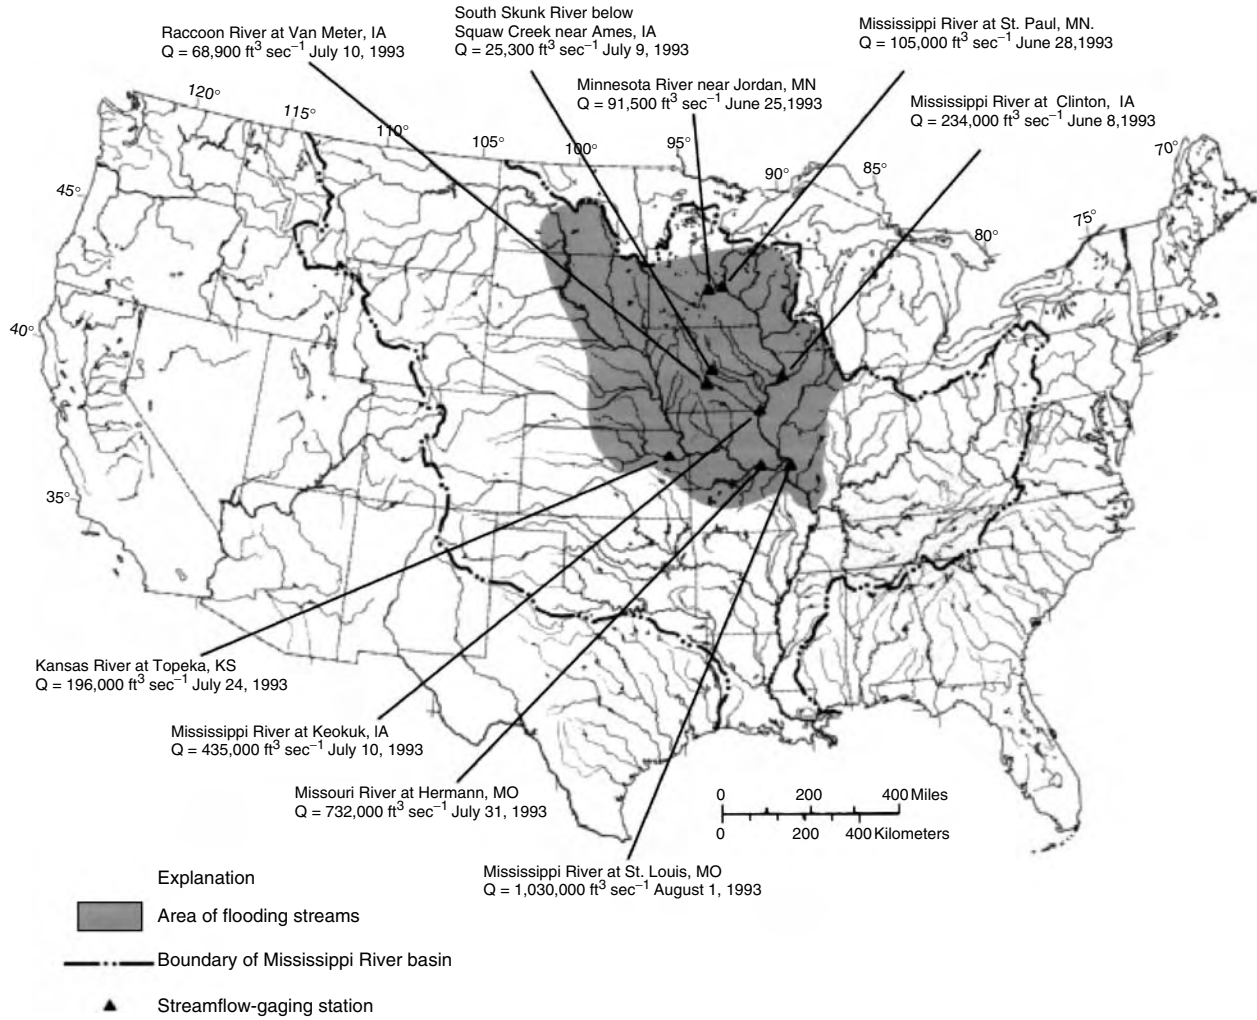 Raccoon River at Van Meter, IA
Q = 68,900 ft³ sec⁻¹ July 10, 1993
South Skunk River below
Squaw Creek near Ames, IA
Q = 25,300 ft³ sec⁻¹ July 9, 1993
Mississippi River at St. Paul, MN.
Q = 105,000 ft³ sec⁻¹ June 28,1993
Minnesota River near Jordan, MN
Q = 91,500 ft³ sec⁻¹ June 25,1993
Mississippi River at Clinton, IA
Q = 234,000 ft³ sec⁻¹ June 8,1993
120°
115°
110°
105°
100°
95°
90°
85°
80°
75°
70°
45°
40°
35°
Kansas River at Topeka, KS
Q = 196,000 ft³ sec⁻¹ July 24, 1993
Mississippi River at Keokuk, IA
Q = 435,000 ft³ sec⁻¹ July 10, 1993
Missouri River at Hermann, MO
Q = 732,000 ft³ sec⁻¹ July 31, 1993
Mississippi River at St. Louis, MO
Q = 1,030,000 ft³ sec⁻¹ August 1, 1993
0 200 400 Miles
0 200 400 Kilometers
Explanation
Area of flooding streams
Boundary of Mississippi River basin
Streamflow-gaging station